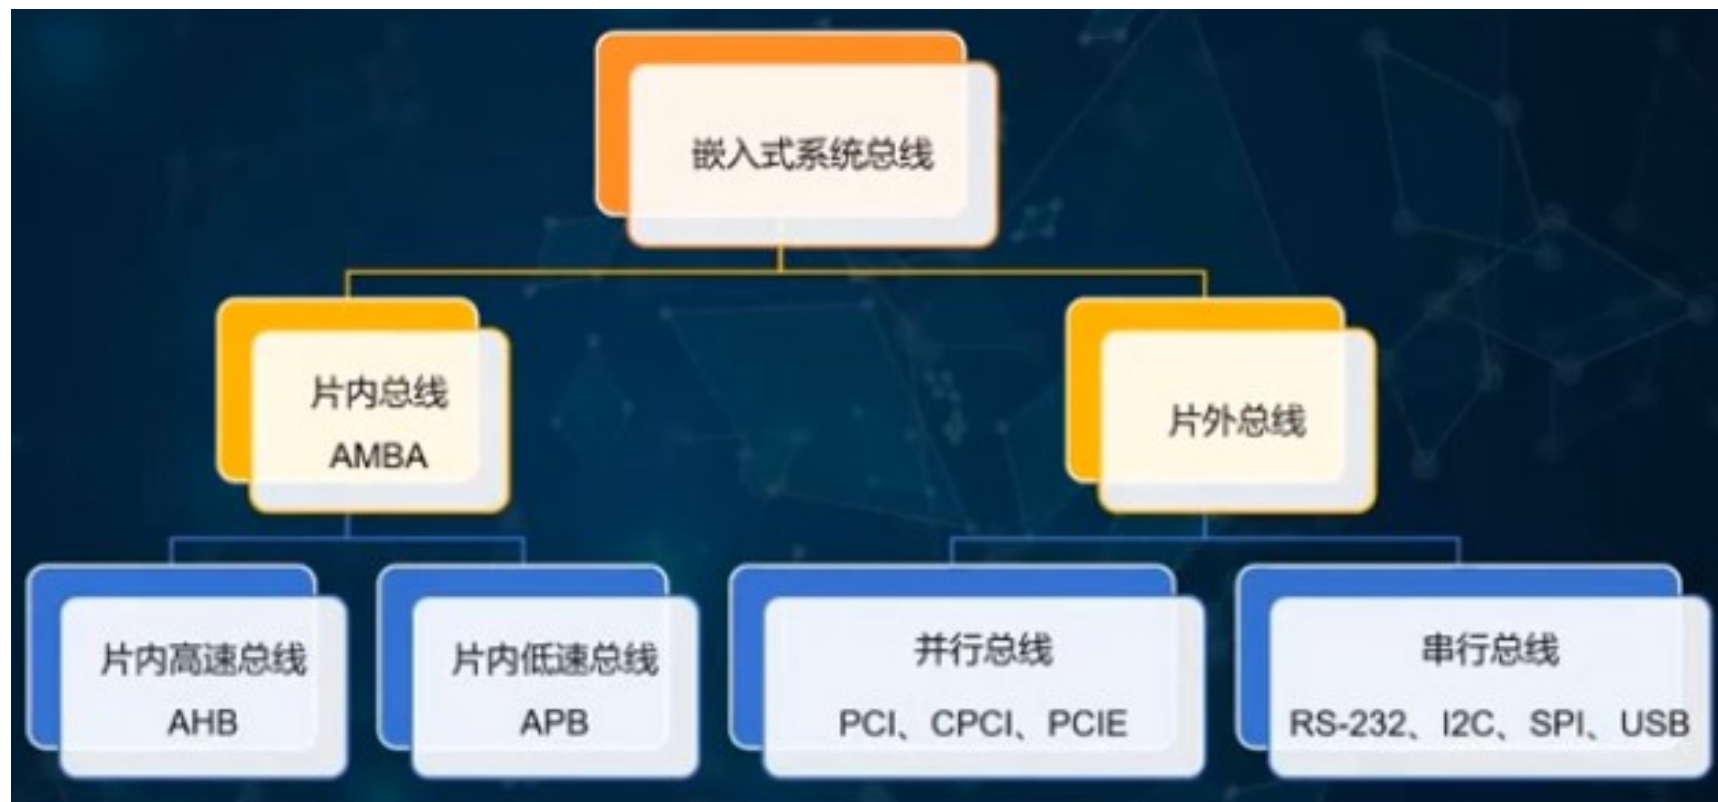 嵌入式系统总线
片内总线
AMBA
片外总线
片内高速总线
AHB
片内低速总线
APB
并行总线
PCI、CPCI、PCIE
串行总线
RS-232、I2C、SPI、USB